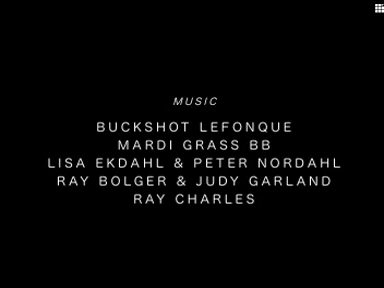 MUSIC
BUCKSHOT LEFONQUE
MARDI GRASS BB
LISA EKDAHL & PETER NORDAHL
RAY BOLGER & JUDY GARLAND
RAY CHARLES